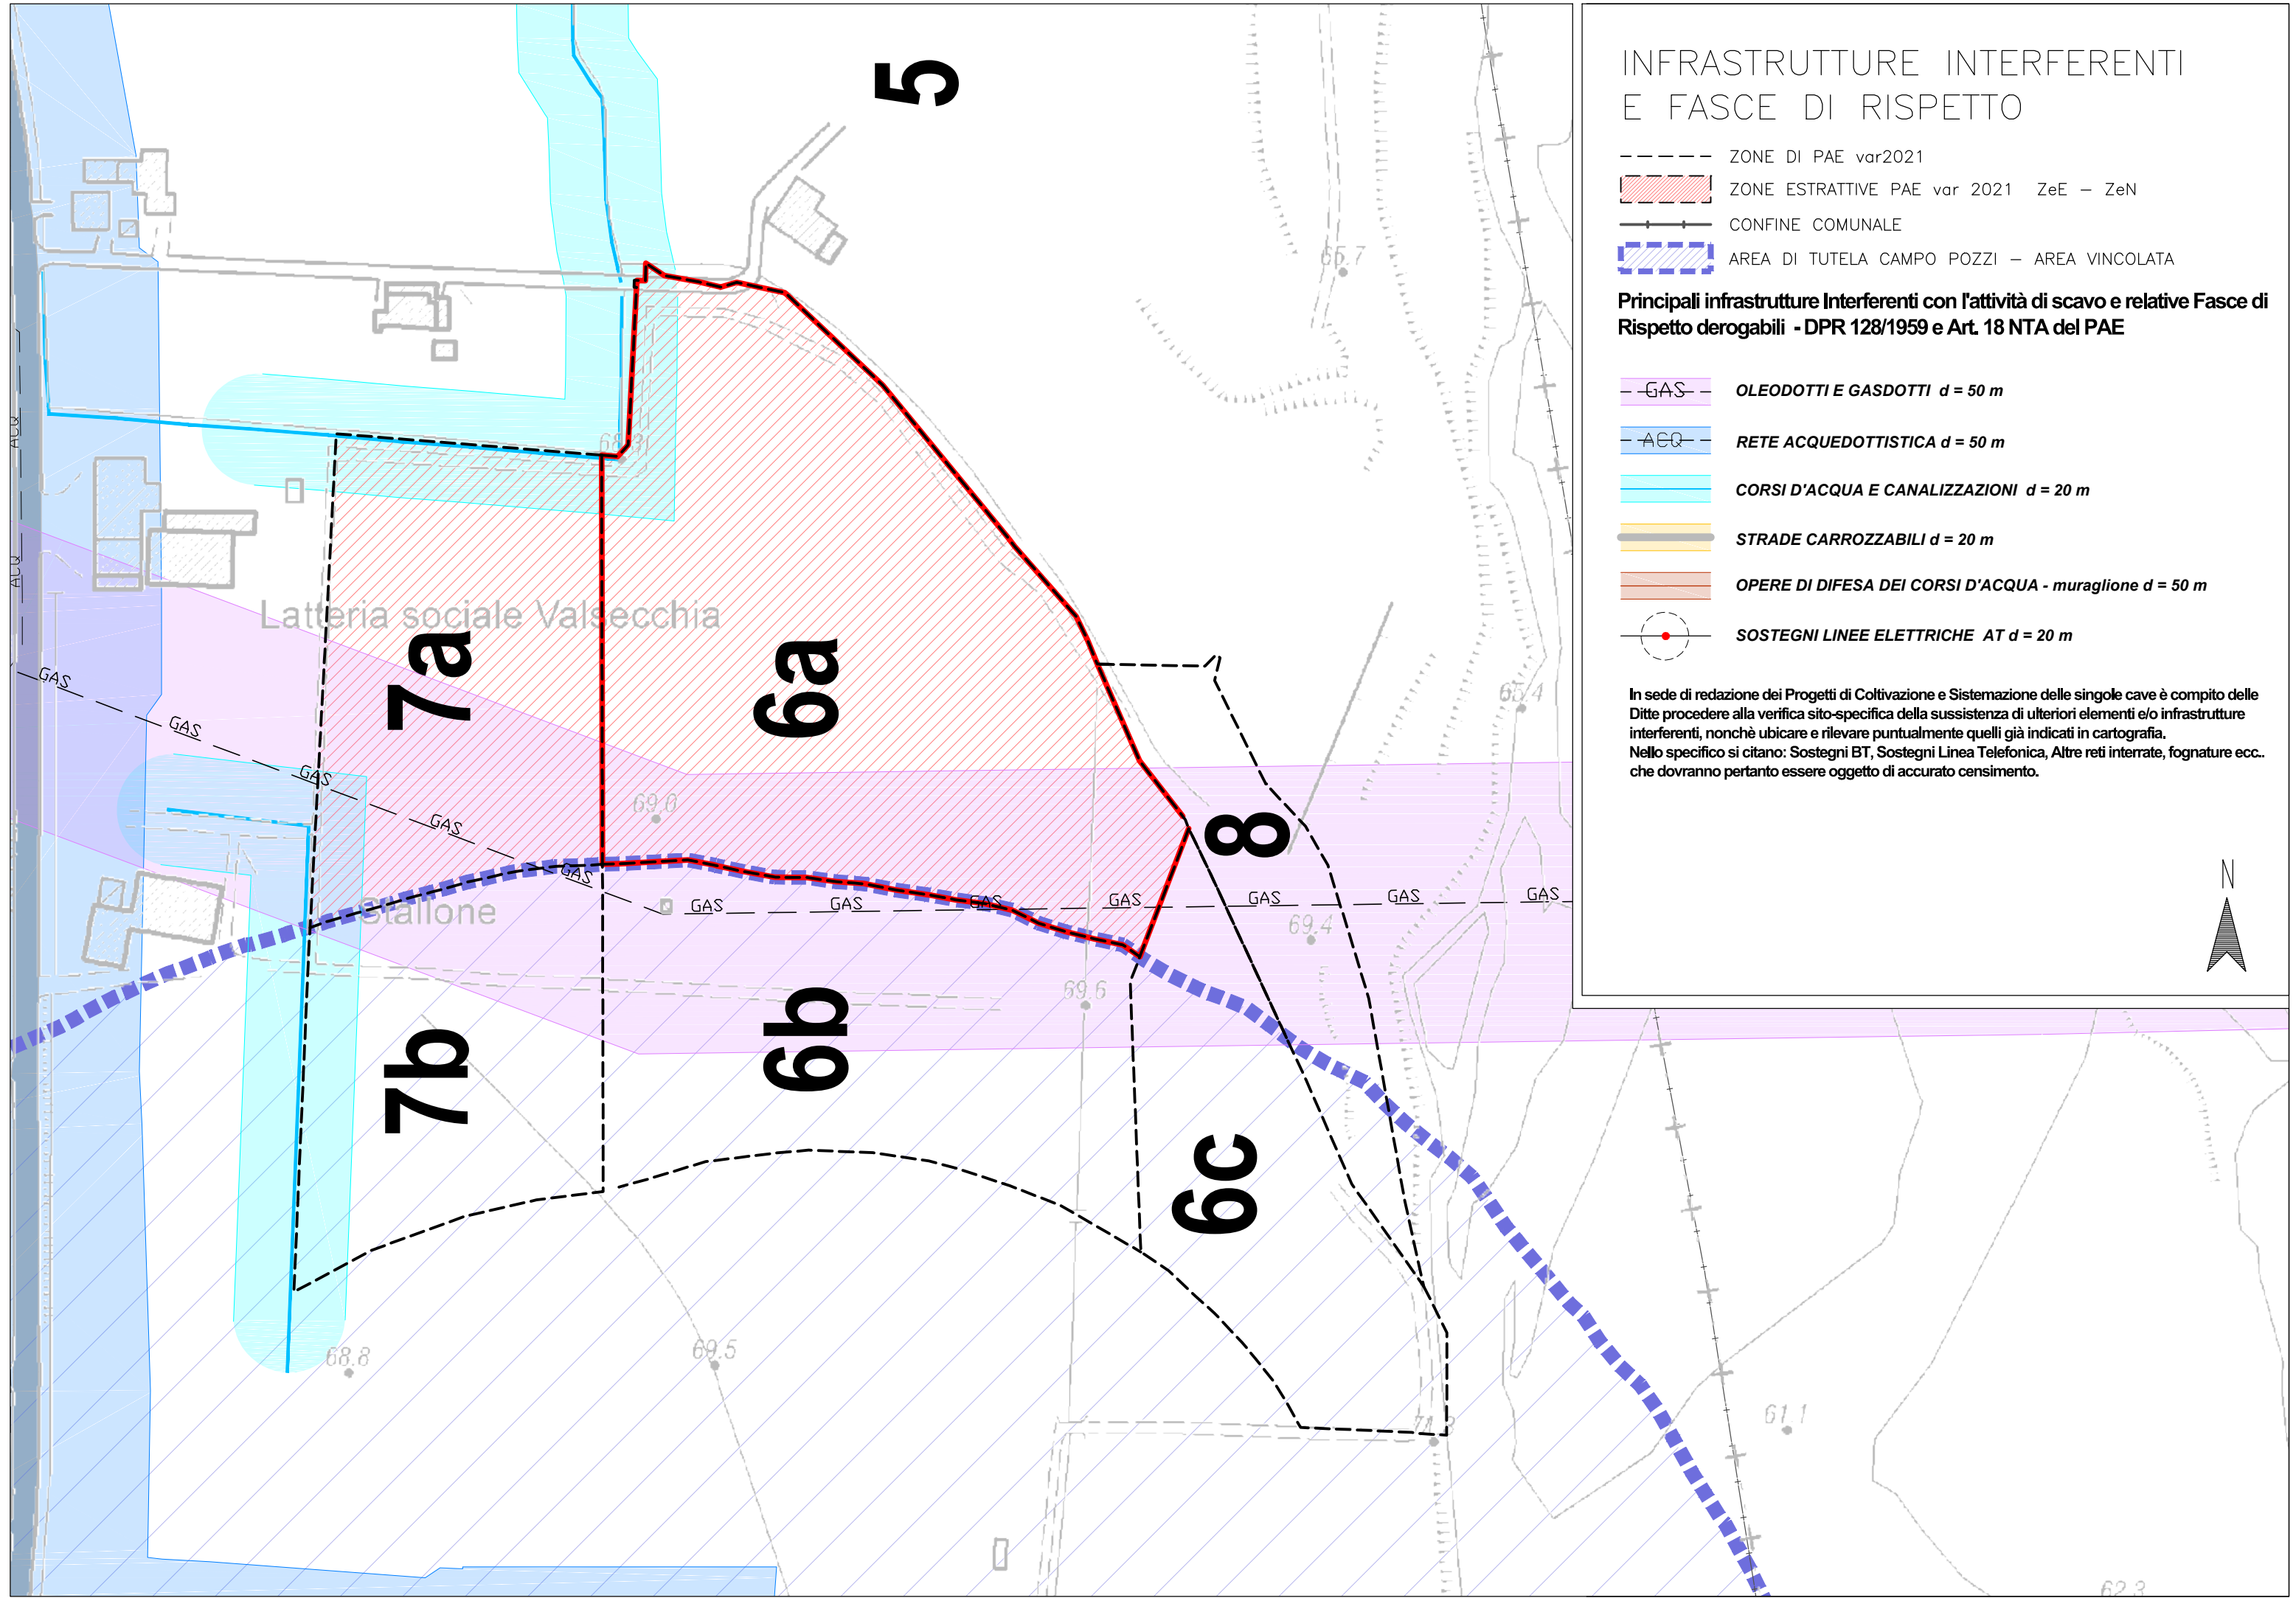 INFRASTRUTTURE INTERFERENTI
E FASCE DI RISPETTO
ZONE DI PAE var2021
ZONE ESTRATTIVE PAE var 2021 ZeE – ZeN
CONFINE COMUNALE
AREA DI TUTELA CAMPO POZZI – AREA VINCOLATA
Principali infrastrutture Interferenti con l'attività di scavo e relative Fasce di
Rispetto derogabili - DPR 128/1959 e Art. 18 NTA del PAE
GAS OLEODOTTI E GASDOTTI d = 50 m
ACQ RETE ACQUEDOTTISTICA d = 50 m
CORSI D'ACQUA E CANALIZZAZIONI d = 20 m
STRADE CARROZZABILI d = 20 m
OPERE DI DIFESA DEI CORSI D'ACQUA - muraglione d = 50 m
SOSTEGNI LINEE ELETTRICHE AT d = 20 m
In sede di redazione dei Progetti di Coltivazione e Sistemazione delle singole cave è compito delle
Ditte procedere alla verifica sito-specifica della sussistenza di ulteriori elementi e/o infrastrutture
interferenti, nonchè ubicare e rilevare puntualmente quelli già indicati in cartografia.
Nello specifico si citano: Sostegni BT, Sostegni Linea Telefonica, Altre reti interrate, fognature ecc..
che dovranno pertanto essere oggetto di accurato censimento.
N
5
65.7
ACQ
68.3
ACQ
Latteria sociale Valsecchia
7a
6a
GAS
65.4
GAS
GAS
69.0
GAS
8
GAS
GAS
GAS
GAS
GAS
GAS
GAS
GAS
Stallone
69.4
69.6
7b
6b
6c
68.8
69.5
61.1
62.3